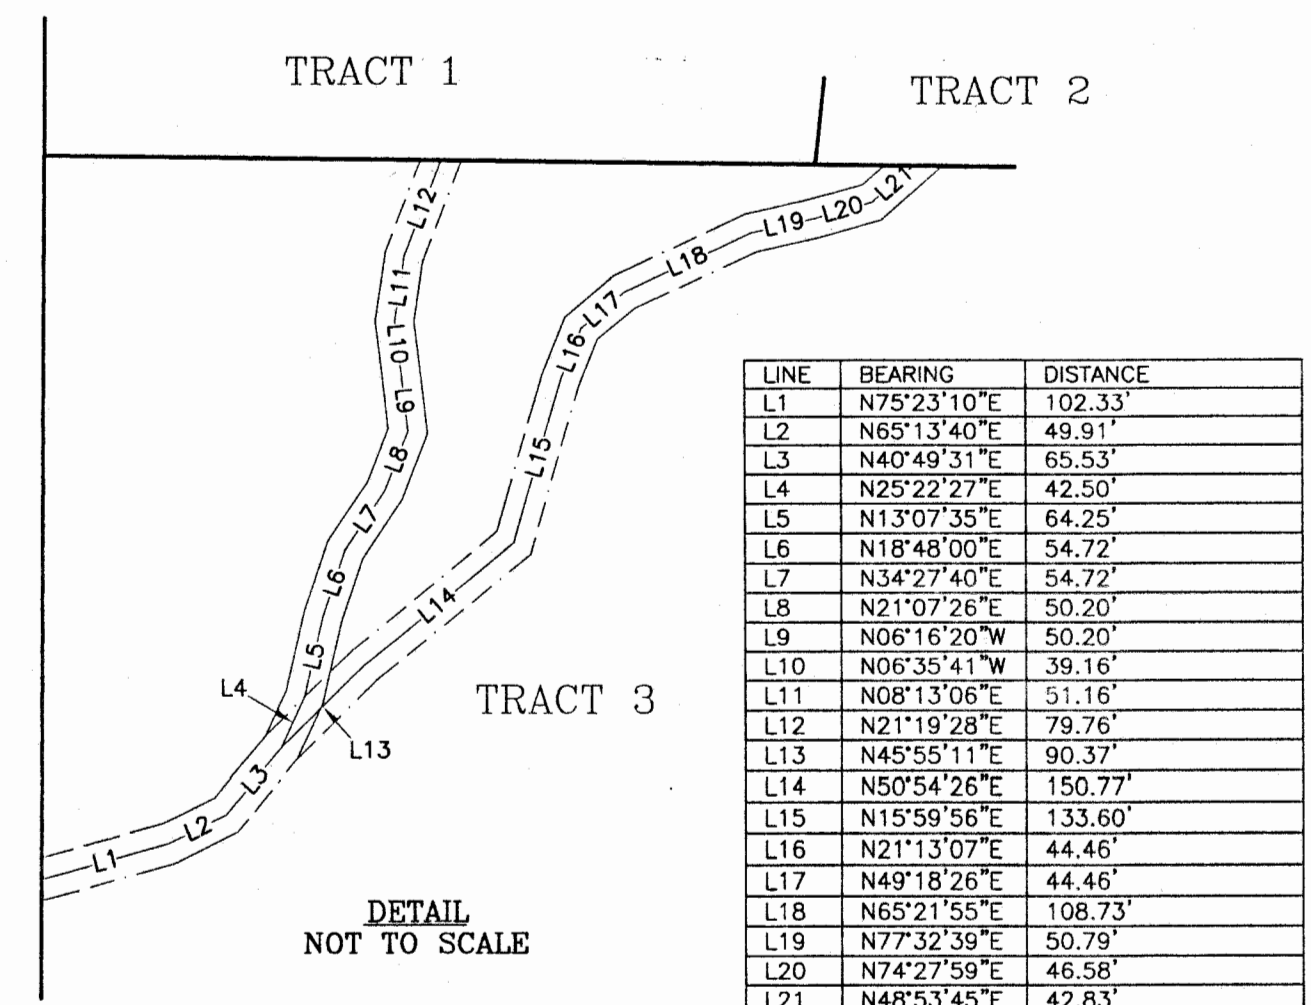 TRACT 1
TRACT 2
L12
L21
L20
L19
L18
L11
L17
L10
L16
L9
L15
L8
L7
L6
L14
L5
L4
TRACT 3
L13
L3
L2
L1
DETAIL
NOT TO SCALE
LINE BEARING DISTANCE
L1 N75°23'10"E 102.33'
L2 N65°13'40"E 49.91'
L3 N40°49'31"E 65.53'
L4 N25°22'27"E 42.50'
L5 N13°07'35"E 64.25'
L6 N18°48'00"E 54.72'
L7 N34°27'40"E 54.72'
L8 N21°07'26"E 50.20'
L9 N06°16'20"W 50.20'
L10 N06°35'41"W 39.16'
L11 N08°13'06"E 51.16'
L12 N21°19'28"E 79.76'
L13 N45°55'11"E 90.37'
L14 N50°54'26"E 150.77'
L15 N15°59'56"E 133.60'
L16 N21°13'07"E 44.46'
L17 N49°18'26"E 44.46'
L18 N65°21'55"E 108.73'
L19 N77°32'39"E 50.79'
L20 N74°27'59"E 46.58'
L21 N48°53'45"E 42.83'